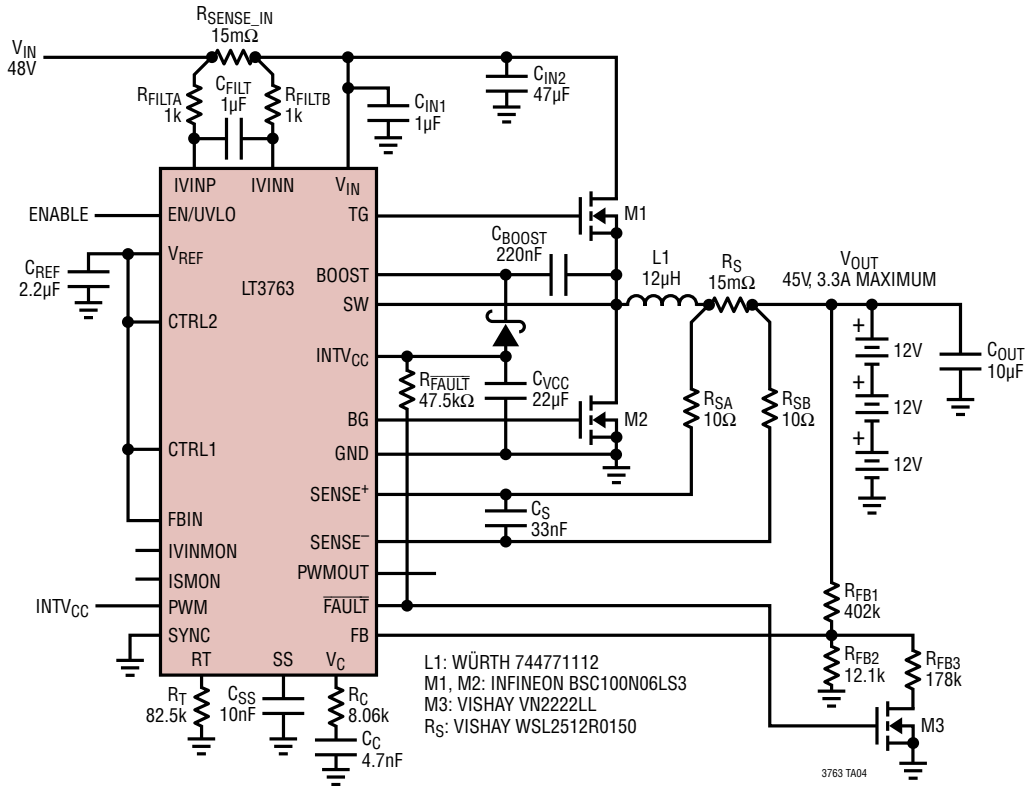 RSENSE_IN
15mΩ
VIN
48V
RFILTA
1k
CFILT
1µF
RFILTB
1k
CIN1
1µF
CIN2
47µF
IVINP
IVINN
VIN
ENABLE
EN/UVLO
TG
M1
VREF
CREF
2.2µF
LT3763
BOOST
CBOOST
220nF
L1
12µH
RS
15mΩ
VOUT
45V, 3.3A MAXIMUM
SW
CTRL2
INTVCC
RFAULT
47.5kΩ
CVCC
22µF
+
12V
+
12V
+
12V
COUT
10µF
BG
M2
RSA
10Ω
RSB
10Ω
CTRL1
GND
SENSE+
CS
33nF
FBIN
SENSE–
IVINMON
PWMOUT
ISMON
INTVCC
PWM
FAULT
SYNC
FB
RFB1
402k
RFB2
12.1k
RFB3
178k
RT
SS
VC
RT
82.5k
CSS
10nF
RC
8.06k
CC
4.7nF
L1: WÜRTH 744771112
M1, M2: INFINEON BSC100N06LS3
M3: VISHAY VN2222LL
RS: VISHAY WSL2512R0150
M3
3763 TA04